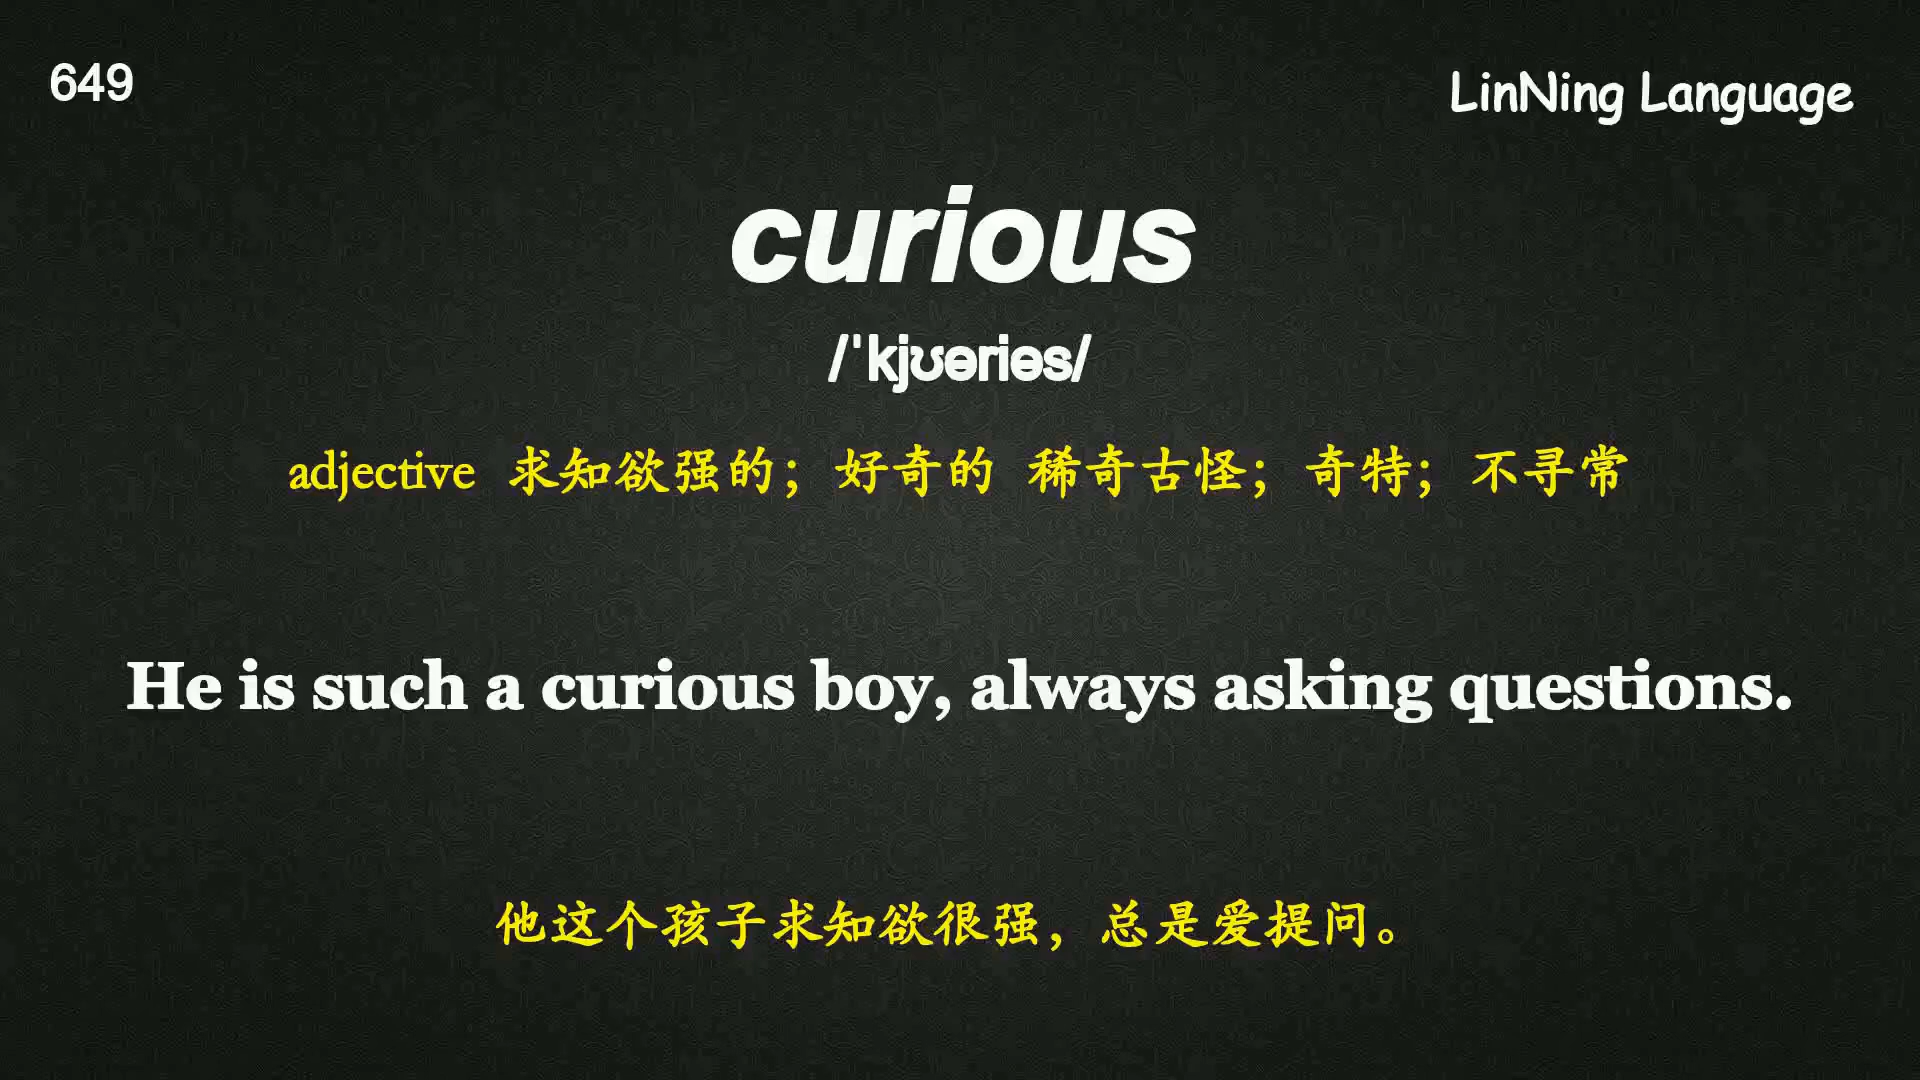 649
LinNing Language
curious
/ˈkjʊəriəs/
adjective 求知欲强的；好奇的 稀奇古怪；奇特；不寻常
He is such a curious boy, always asking questions.
他这个孩子求知欲很强，总是爱提问。